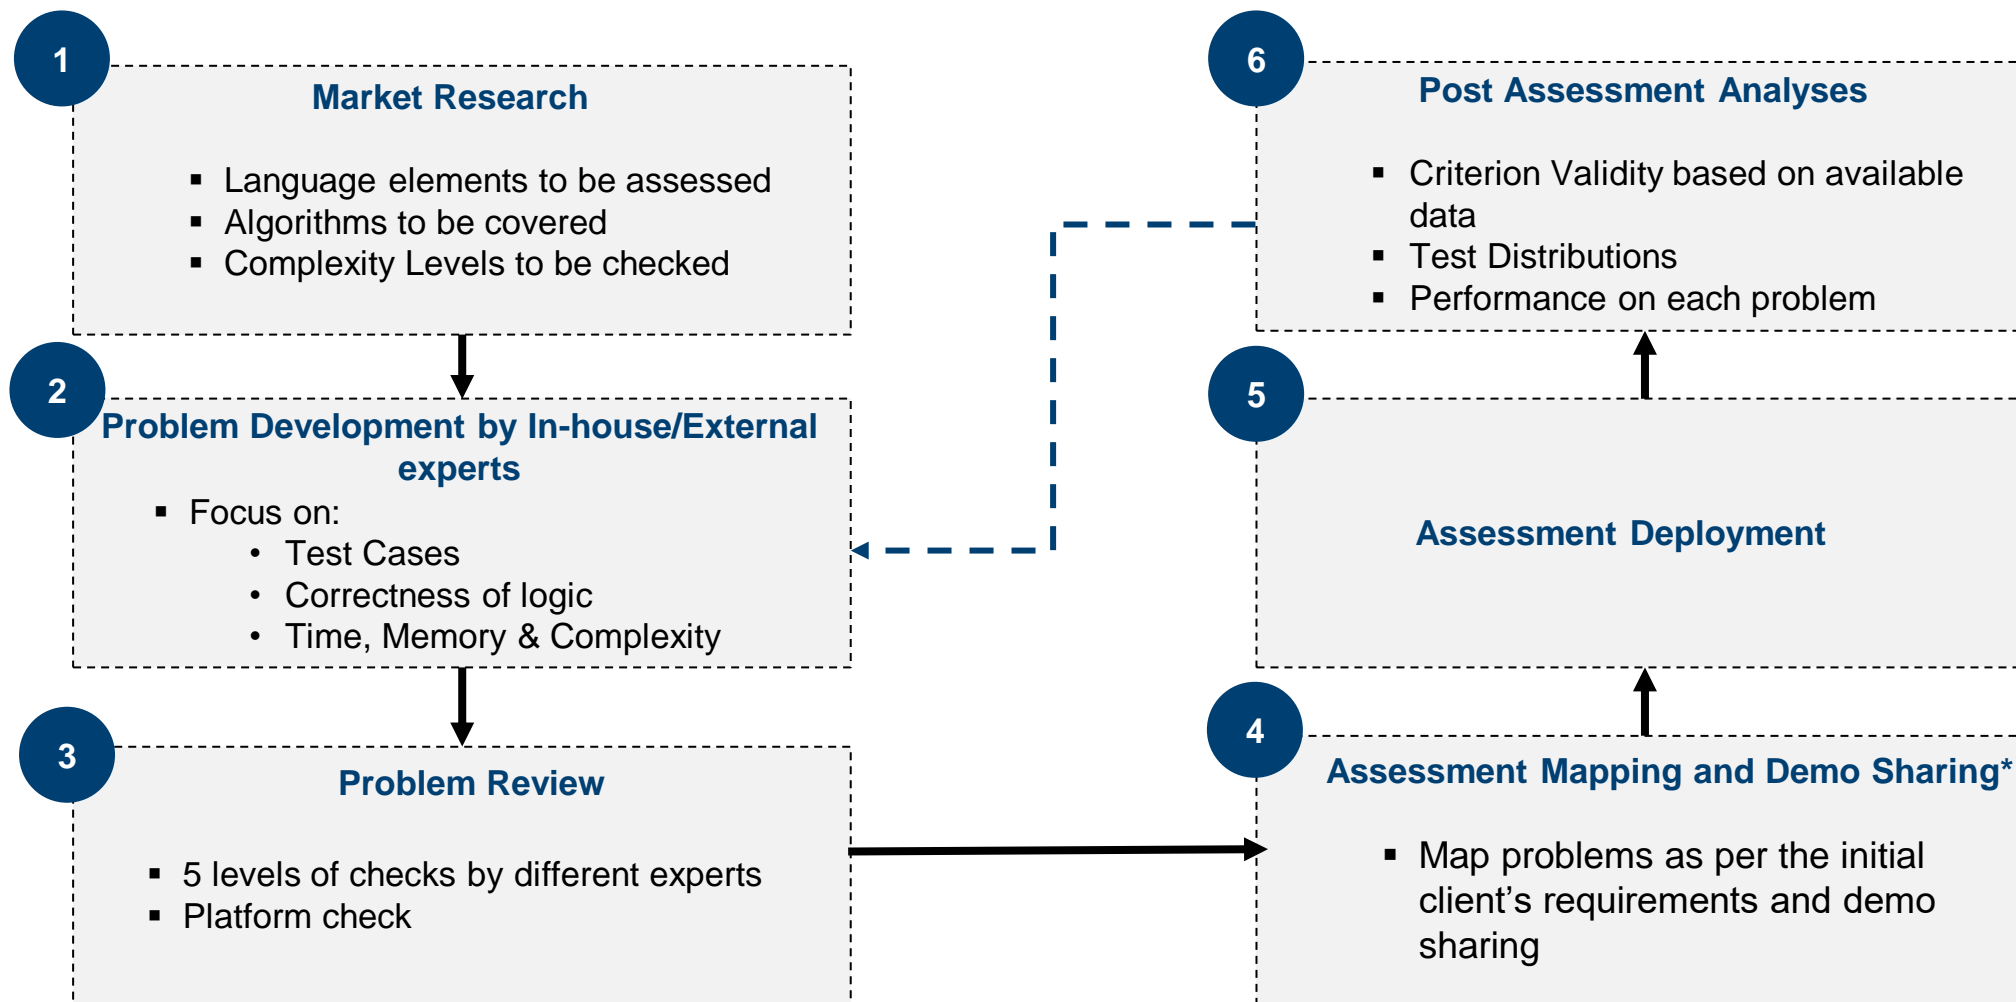 1
Market Research
▪ Language elements to be assessed
▪ Algorithms to be covered
▪ Complexity Levels to be checked
2
Problem Development by In-house/External
experts
▪ Focus on:
• Test Cases
• Correctness of logic
• Time, Memory & Complexity
3
Problem Review
▪ 5 levels of checks by different experts
▪ Platform check
4
Assessment Mapping and Demo Sharing*
▪ Map problems as per the initial
client’s requirements and demo
sharing
5
Assessment Deployment
6
Post Assessment Analyses
▪ Criterion Validity based on available
data
▪ Test Distributions
▪ Performance on each problem